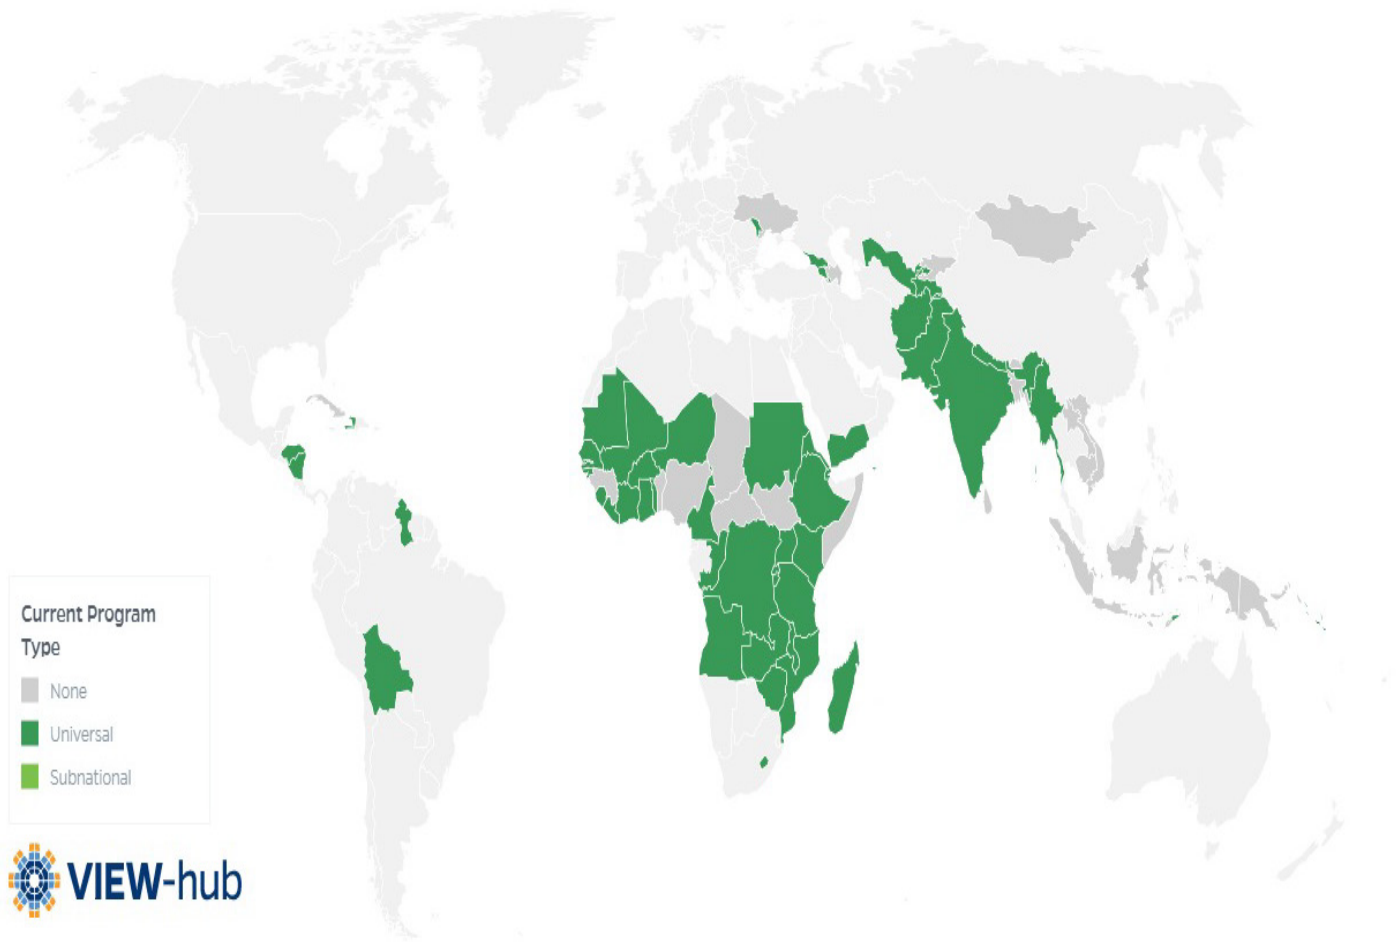 Current Program
Type
None
Universal
Subnational
VIEW-hub